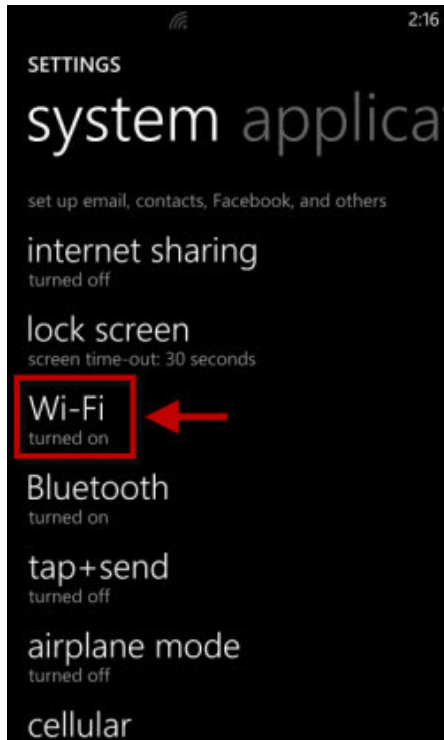 2:16
SETTINGS
system applica
set up email, contacts, Facebook, and others
internet sharing
turned off
lock screen
screen time-out: 30 seconds
Wi-Fi
turned on
Bluetooth
turned on
tap+send
turned off
airplane mode
turned off
cellular